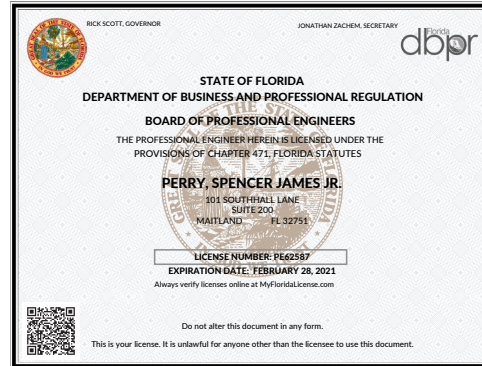 RICK SCOTT, GOVERNOR
JONATHAN ZACHEM, SECRETARY
Florida
dbpr
STATE OF FLORIDA
DEPARTMENT OF BUSINESS AND PROFESSIONAL REGULATION
BOARD OF PROFESSIONAL ENGINEERS
THE PROFESSIONAL ENGINEER HEREIN IS LICENSED UNDER THE
PROVISIONS OF CHAPTER 471, FLORIDA STATUTES
PERRY, SPENCER JAMES JR.
101 SOUTHHALL LANE
SUITE 200
MAITLAND FL 32751
LICENSE NUMBER: PE62587
EXPIRATION DATE: FEBRUARY 28, 2021
Always verify licenses online at MyFloridaLicense.com
Do not alter this document in any form.
This is your license. It is unlawful for anyone other than the licensee to use this document.